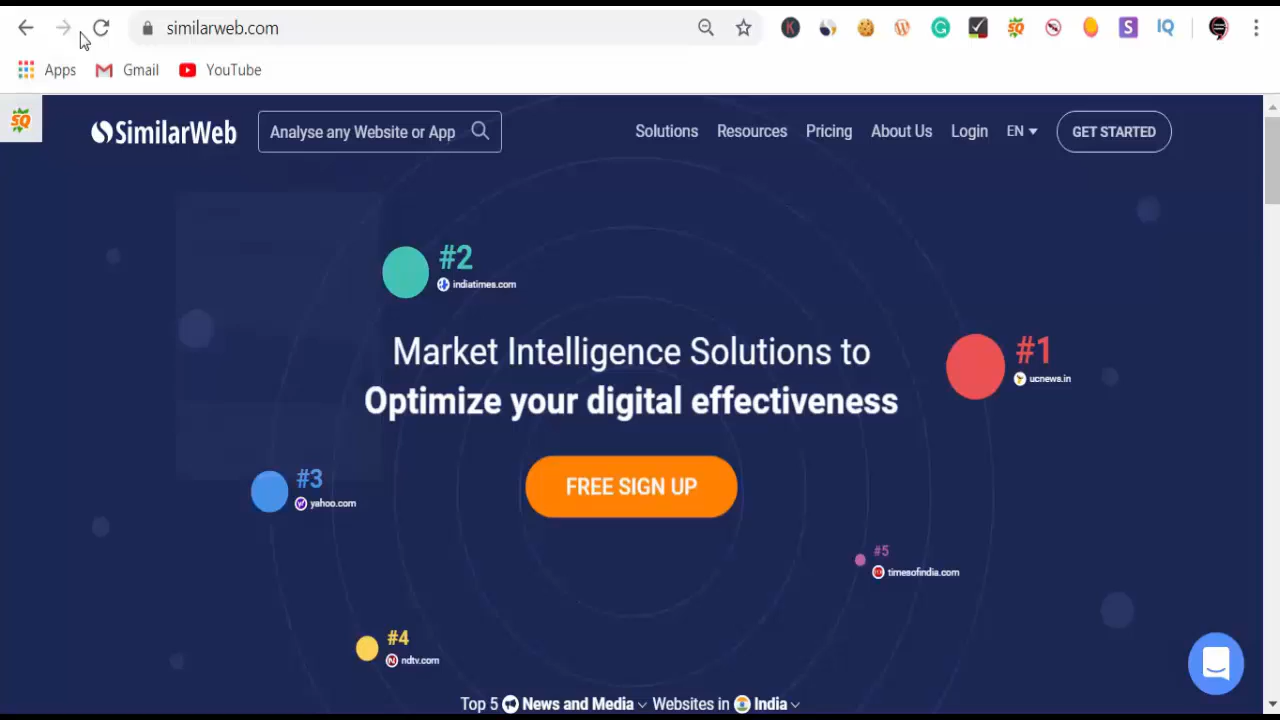 similarweb.com
Apps Gmail YouTube
SimilarWeb Analyse any Website or App Solutions Resources Pricing About Us Login EN GET STARTED
#2
indiatimes.com
#1
ucnews.in
Market Intelligence Solutions to
Optimize your digital effectiveness
#3
yahoo.com
FREE SIGN UP
#5
timesofindia.com
#4
ndtv.com
Top 5 News and Media Websites in India